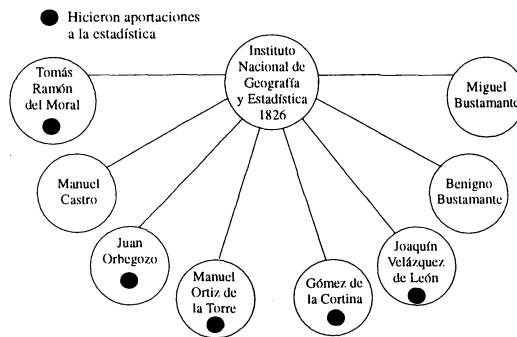 Hicieron aportaciones
a la estadística
Instituto
Nacional de
Geografía
y Estadística
1826
Tomás
Ramón
del Moral
Miguel
Bustamante
Manuel
Castro
Benigno
Bustamante
Juan
Orbegozo
Joaquín
Velázquez
de León
Manuel
Ortiz de
la Torre
Gómez de
la Cortina